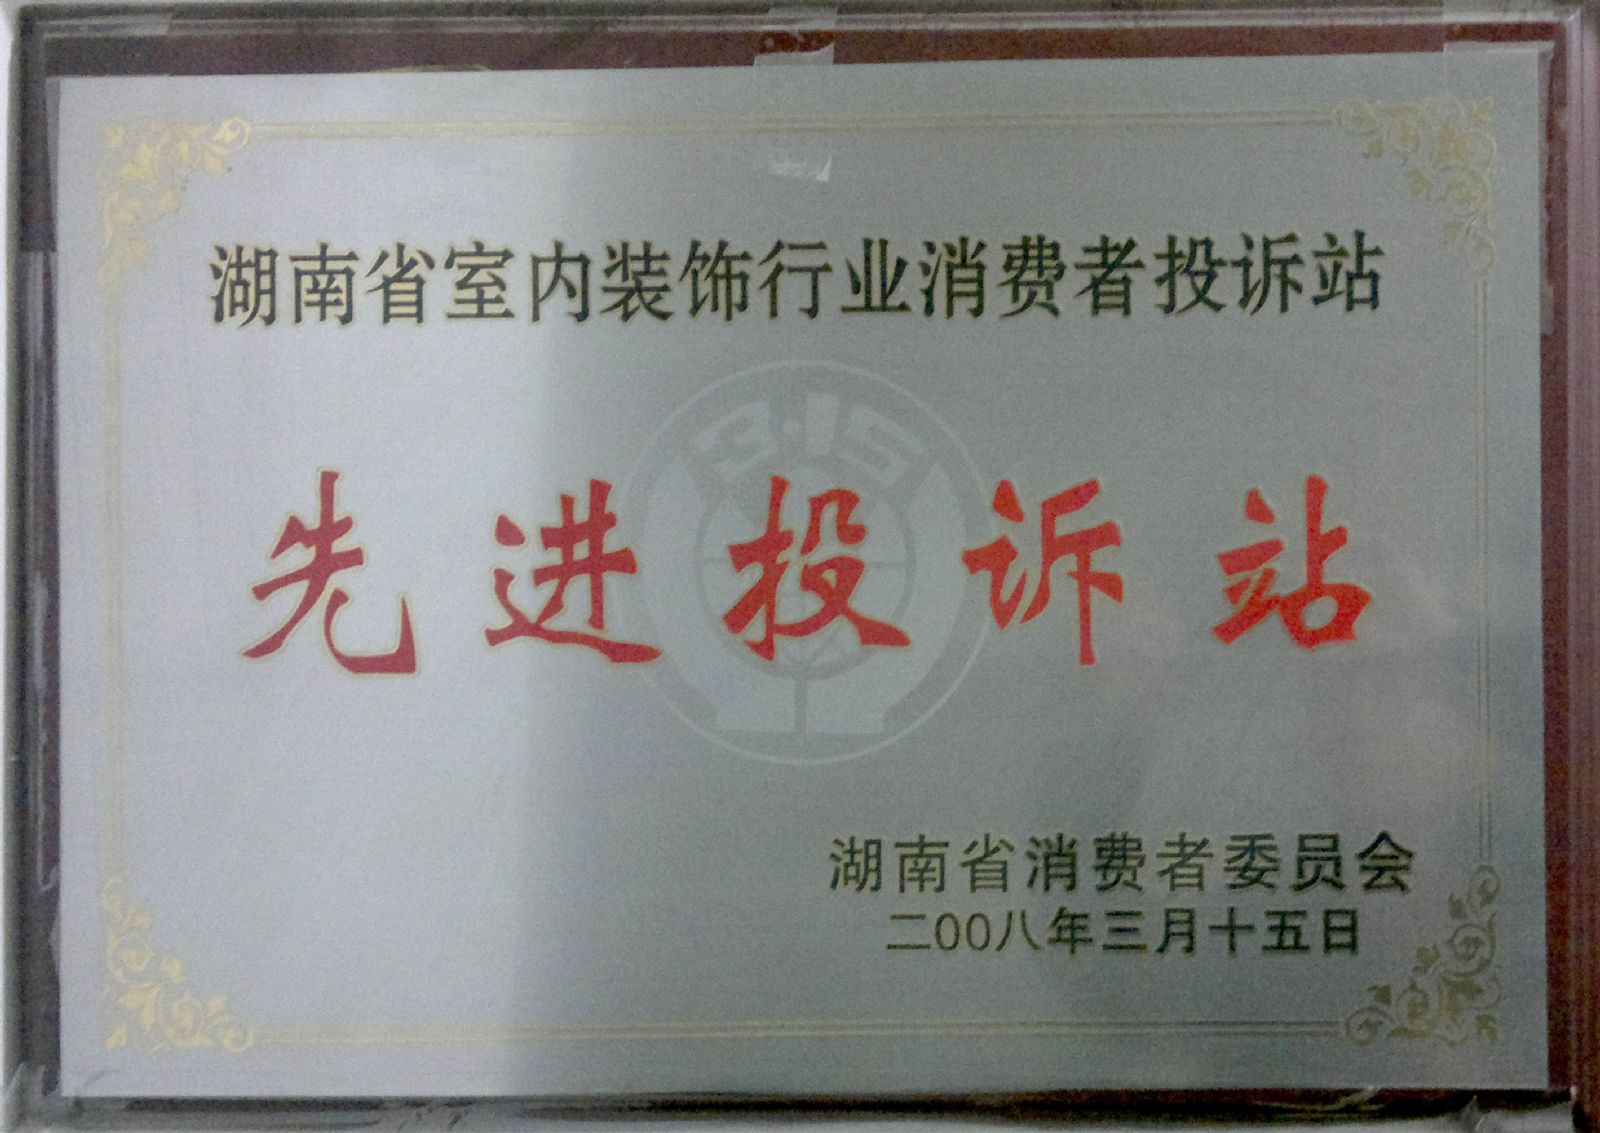 湖南省室内装饰行业消费者投诉站
3·15
先进投诉站
湖南省消费者委员会
二00八年三月十五日